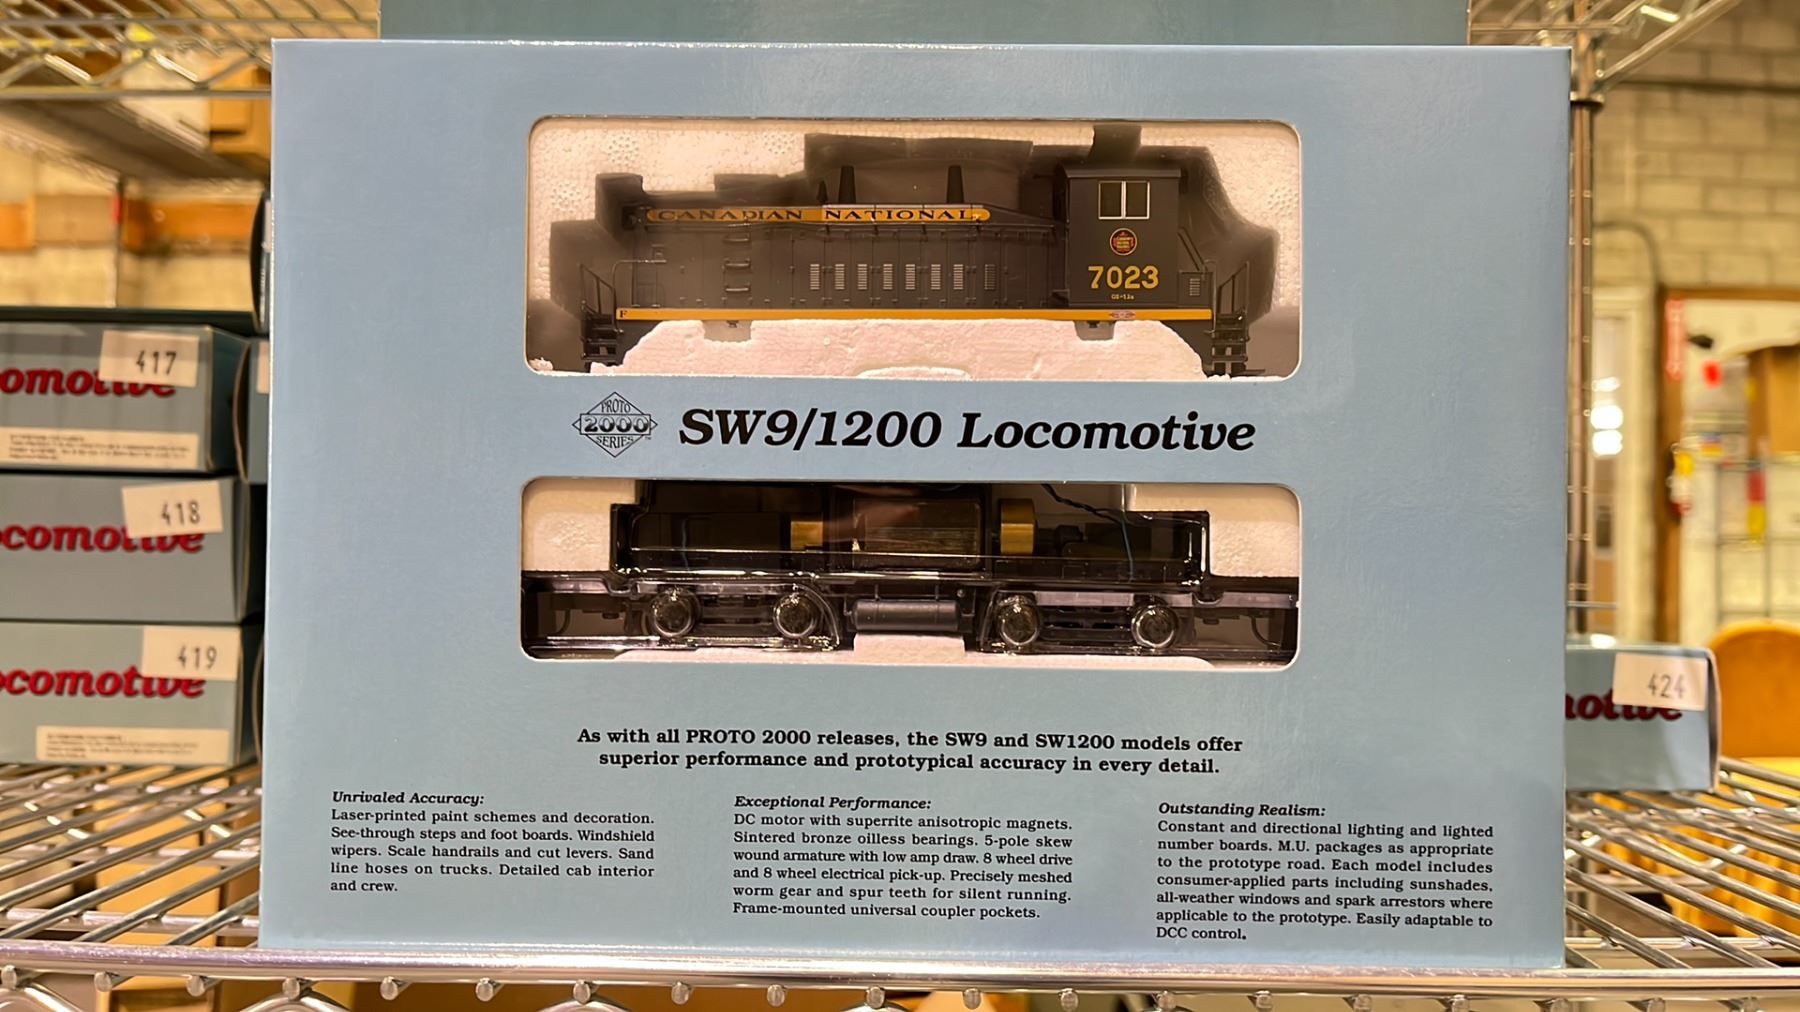 CANADIAN NATIONAL
7023
GS-12a
F
PROTO
2000
SERIES™
SW9/1200 Locomotive
As with all PROTO 2000 releases, the SW9 and SW1200 models offer
superior performance and prototypical accuracy in every detail.
Unrivaled Accuracy:
Laser-printed paint schemes and decoration.
See-through steps and foot boards. Windshield
wipers. Scale handrails and cut levers. Sand
line hoses on trucks. Detailed cab interior
and crew.
Exceptional Performance:
DC motor with superrite anisotropic magnets.
Sintered bronze oilless bearings. 5-pole skew
wound armature with low amp draw. 8 wheel drive
and 8 wheel electrical pick-up. Precisely meshed
worm gear and spur teeth for silent running.
Frame-mounted universal coupler pockets.
Outstanding Realism:
Constant and directional lighting and lighted
number boards. M.U. packages as appropriate
to the prototype road. Each model includes
consumer-applied parts including sunshades,
all-weather windows and spark arrestors where
applicable to the prototype. Easily adaptable to
DCC control.
417
omotive
418
comotive
419
comotive
424
motive